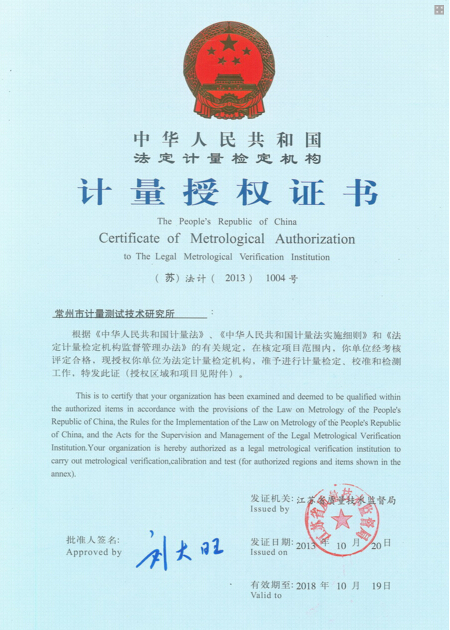 中华人民共和国
法定计量检定机构
计量授权证书
The People's Republic of China
Certificate of Metrological Authorization
to The Legal Metrological Verification Institution
(苏)法计( 2013 ) 1004 号
常州市计量测试技术研究所 :
根据《中华人民共和国计量法》、《中华人民共和国计量法实施细则》和《法
定计量检定机构监督管理办法》的有关规定，在核定项目范围内，你单位经考核
评定合格，现授权你单位为法定计量检定机构，准予进行计量检定、校准和检测
工作，特发此证（授权区域和项目见附件）。
This is to certify that your organization has been examined and deemed to be qualified within
the authorized items in accordance with the provisions of the Law on Metrology of the People's
Republic of China, the Rules for the Implementation of the Law on Metrology of the People's Republic
of China, and the Acts for the Supervision and Management of the Legal Metrological Verification
Institution.Your organization is hereby authorized as a legal metrological verification institution to
carry out metrological verification,calibration and test (for authorized regions and items shown in the
annex).
发证机关: 江苏省质量技术监督局
Issued by
江苏省质量技术监督局
批准人签名: 刘大旺
Approved by
发证日期: 2013 年 10 月 20日
Issued on
有效期至: 2018 年 10 月 19日
Valid to